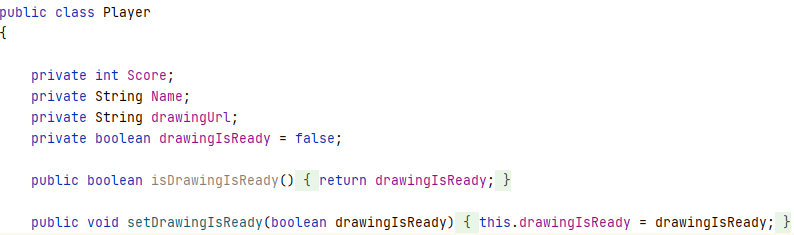 public class Player
{
private int Score;
private String Name;
private String drawingUrl;
private boolean drawingIsReady = false;
public boolean isDrawingIsReady() { return drawingIsReady; }
public void setDrawingIsReady(boolean drawingIsReady) { this.drawingIsReady = drawingIsReady; }